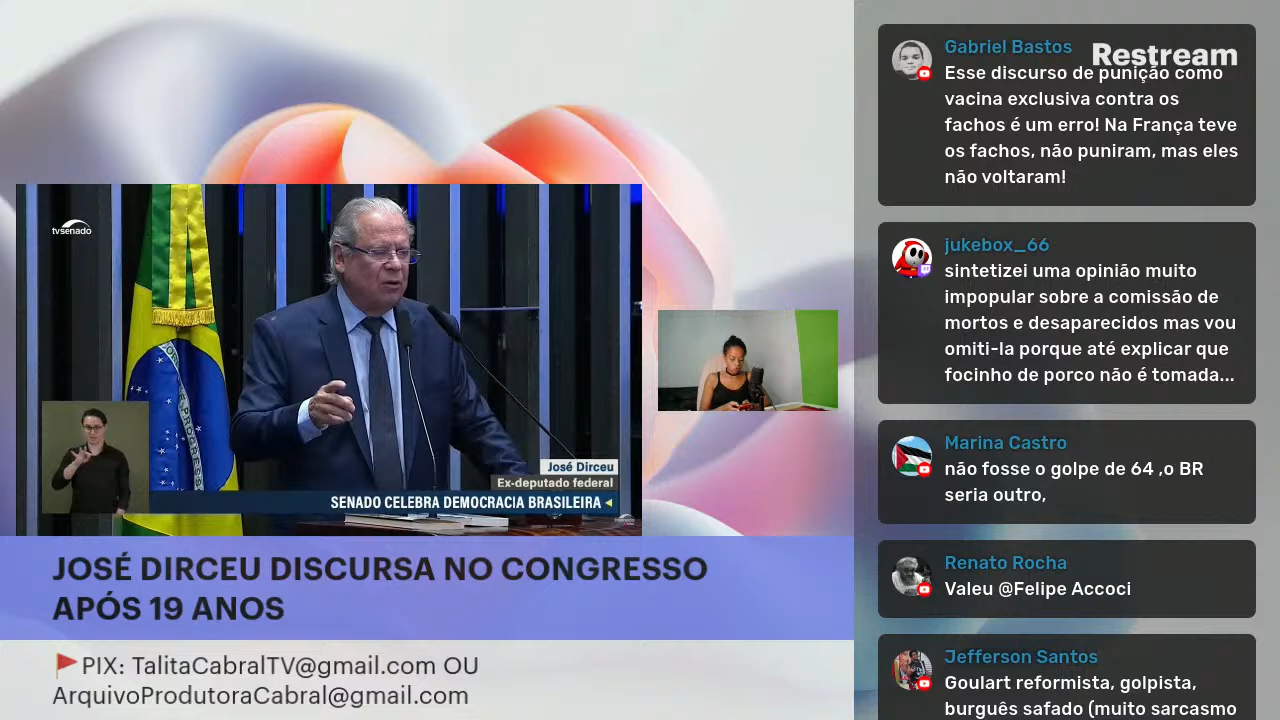 tvsenado
José Dirceu
Ex-deputado federal
SENADO CELEBRA DEMOCRACIA BRASILEIRA
JOSÉ DIRCEU DISCURSA NO CONGRESSO
APÓS 19 ANOS
PIX: TalitaCabralTV@gmail.com OU
ArquivoProdutoraCabral@gmail.com
Restream
Gabriel Bastos
Esse discurso de punição como
vacina exclusiva contra os
fachos é um erro! Na França teve
os fachos, não puniram, mas eles
não voltaram!
jukebox_66
sintetizei uma opinião muito
impopular sobre a comissão de
mortos e desaparecidos mas vou
omiti-la porque até explicar que
focinho de porco não é tomada...
Marina Castro
não fosse o golpe de 64 ,o BR
seria outro,
Renato Rocha
Valeu @Felipe Accoci
Jefferson Santos
Goulart reformista, golpista,
burguês safado (muito sarcasmo